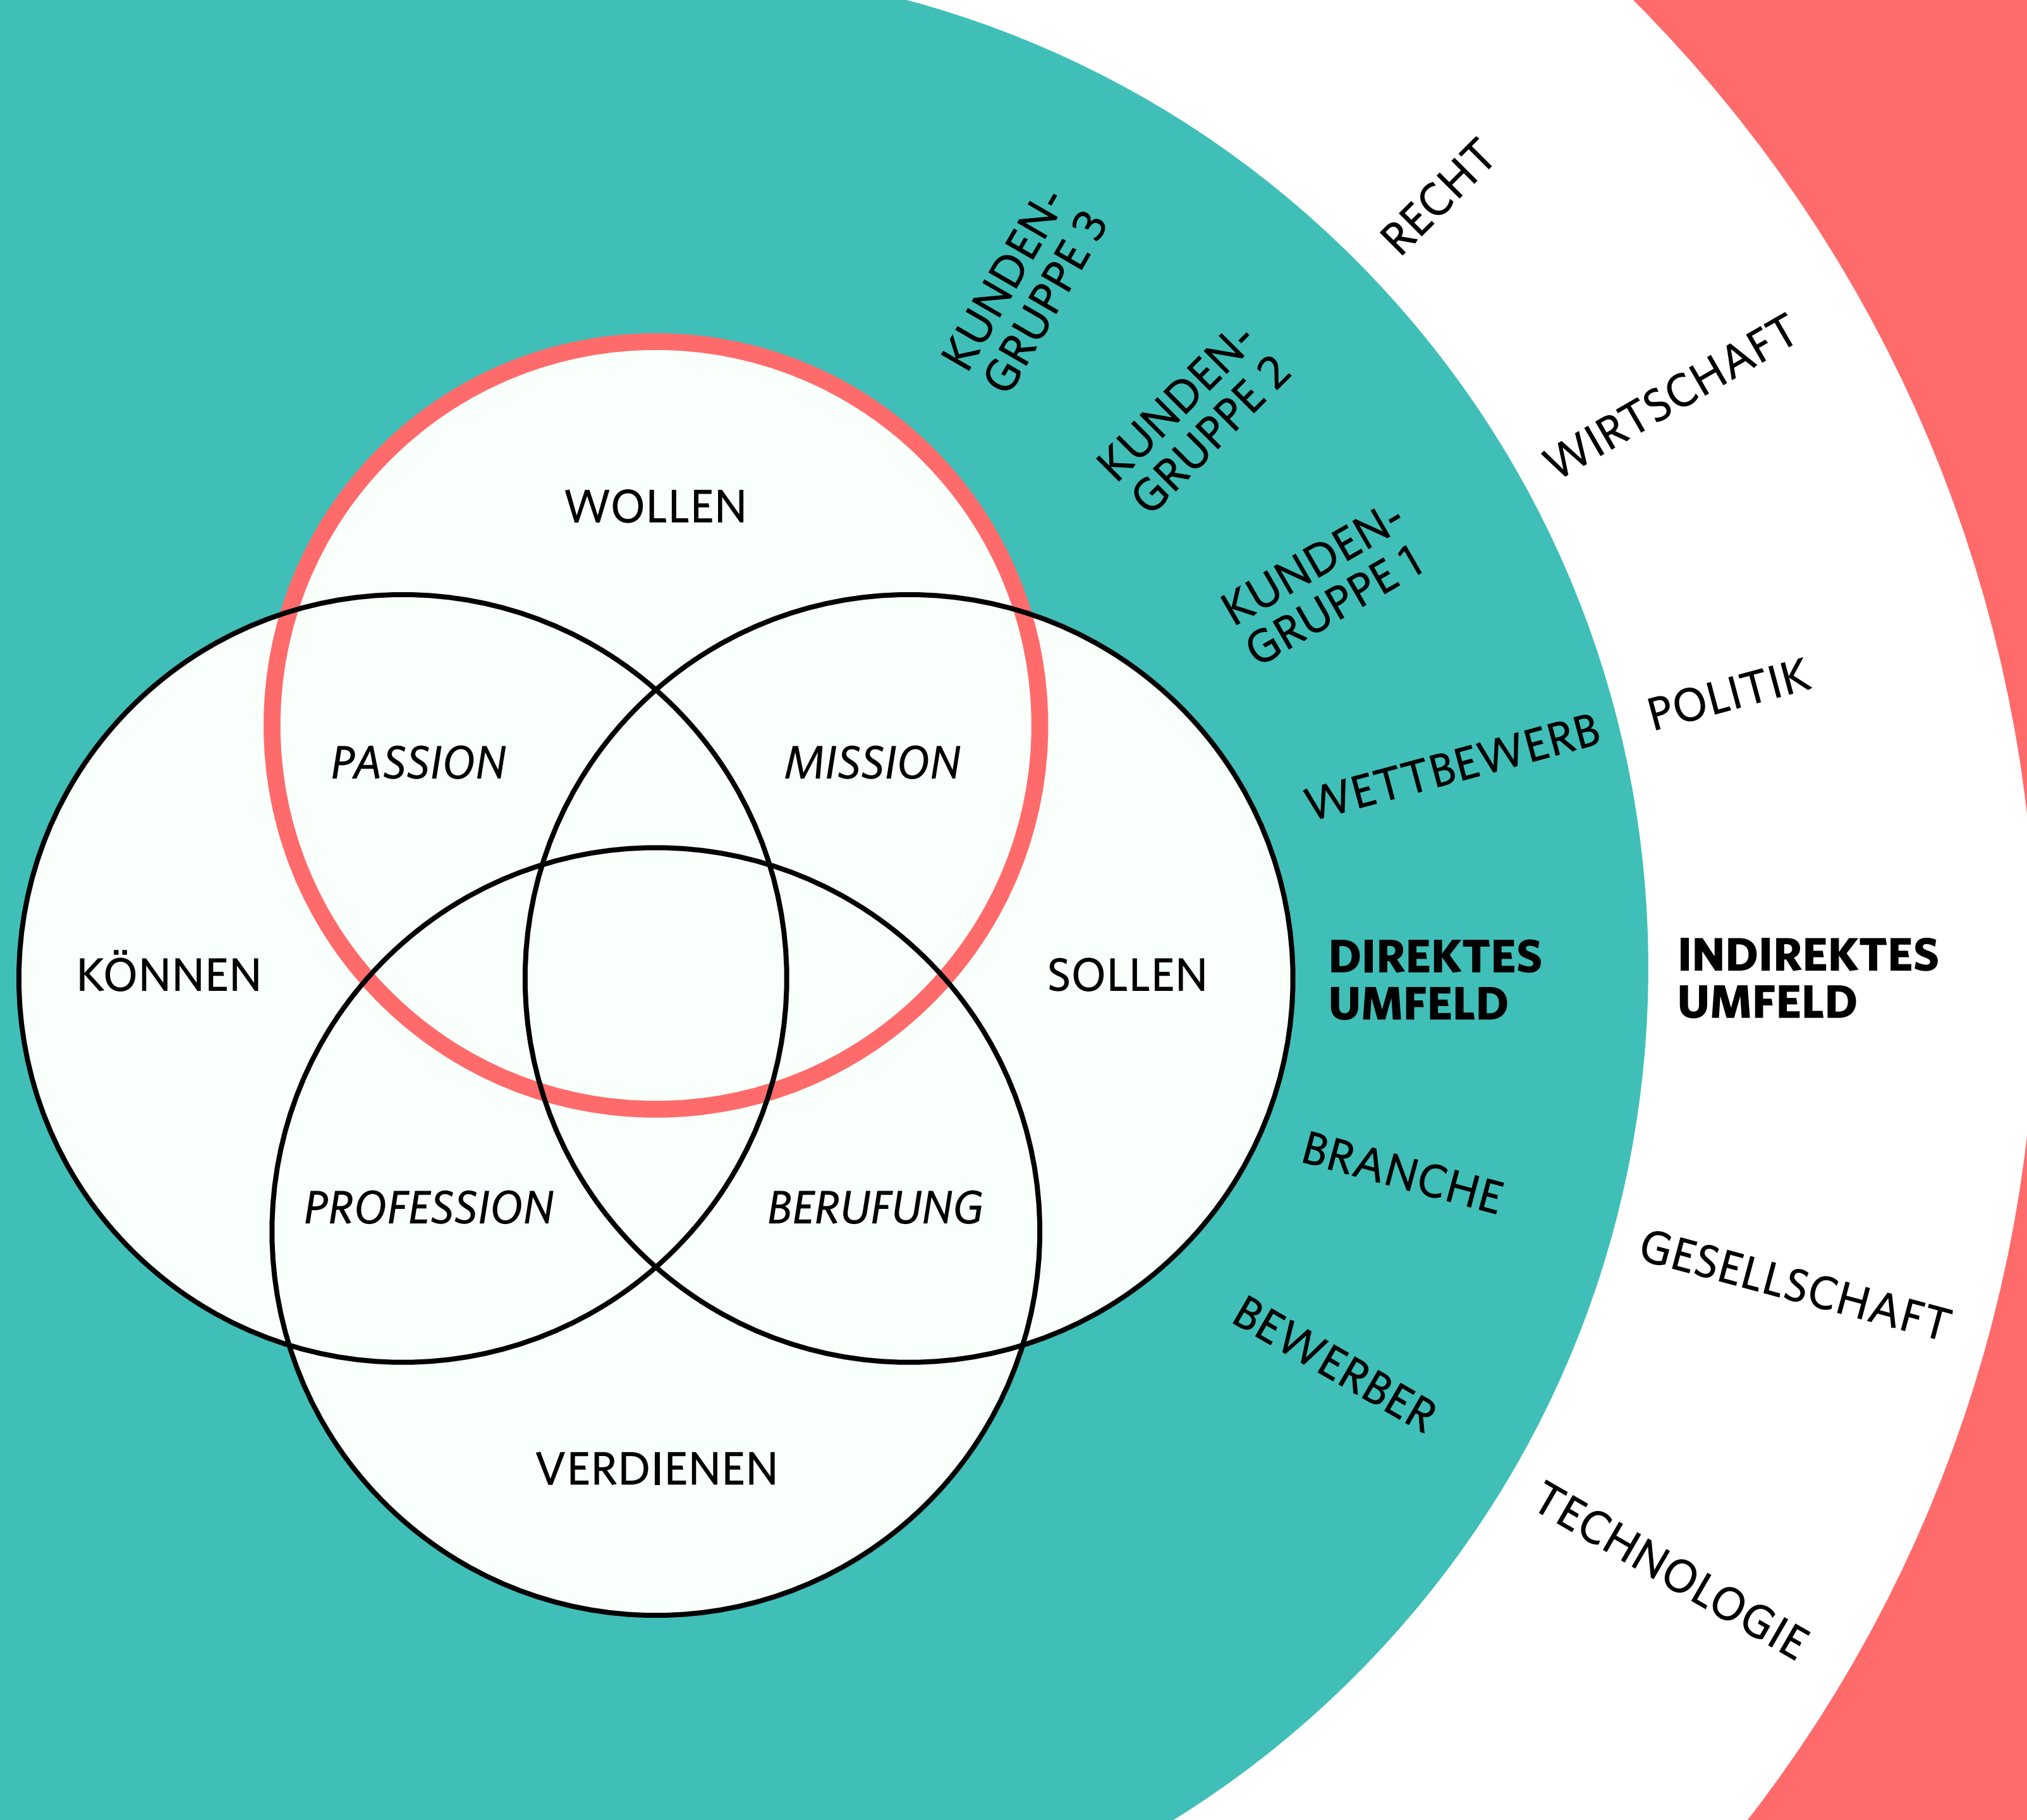 RECHT
KUNDEN-
GRUPPE 3
WIRTSCHAFT
KUNDEN-
GRUPPE 2
WOLLEN
KUNDEN-
GRUPPE 1
POLITIK
PASSION
MISSION
WETTBEWERB
KÖNNEN
SOLLEN
DIREKTES
UMFELD
INDIREKTES
UMFELD
BRANCHE
PROFESSION
BERUFUNG
GESELLSCHAFT
BEWERBER
VERDIENEN
TECHNOLOGIE